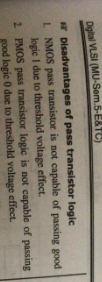 Digital VLSI (MU-Sem.5-E&TC)
☞ Disadvantages of pass transistor logic
1. NMOS pass transistor is not capable of passing good
logic 1 due to threshold voltage effect.
2. PMOS pass transistor logic is not capable of passing
good logic 0 due to threshold voltage effect.